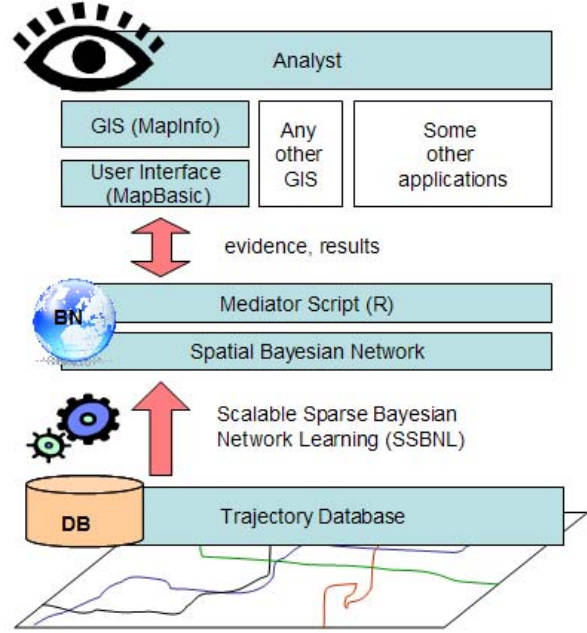 Analyst
GIS (MapInfo)
User Interface
(MapBasic)
Any
other
GIS
Some
other
applications
evidence, results
BN
Mediator Script (R)
Spatial Bayesian Network
Scalable Sparse Bayesian
Network Learning (SSBNL)
DB
Trajectory Database